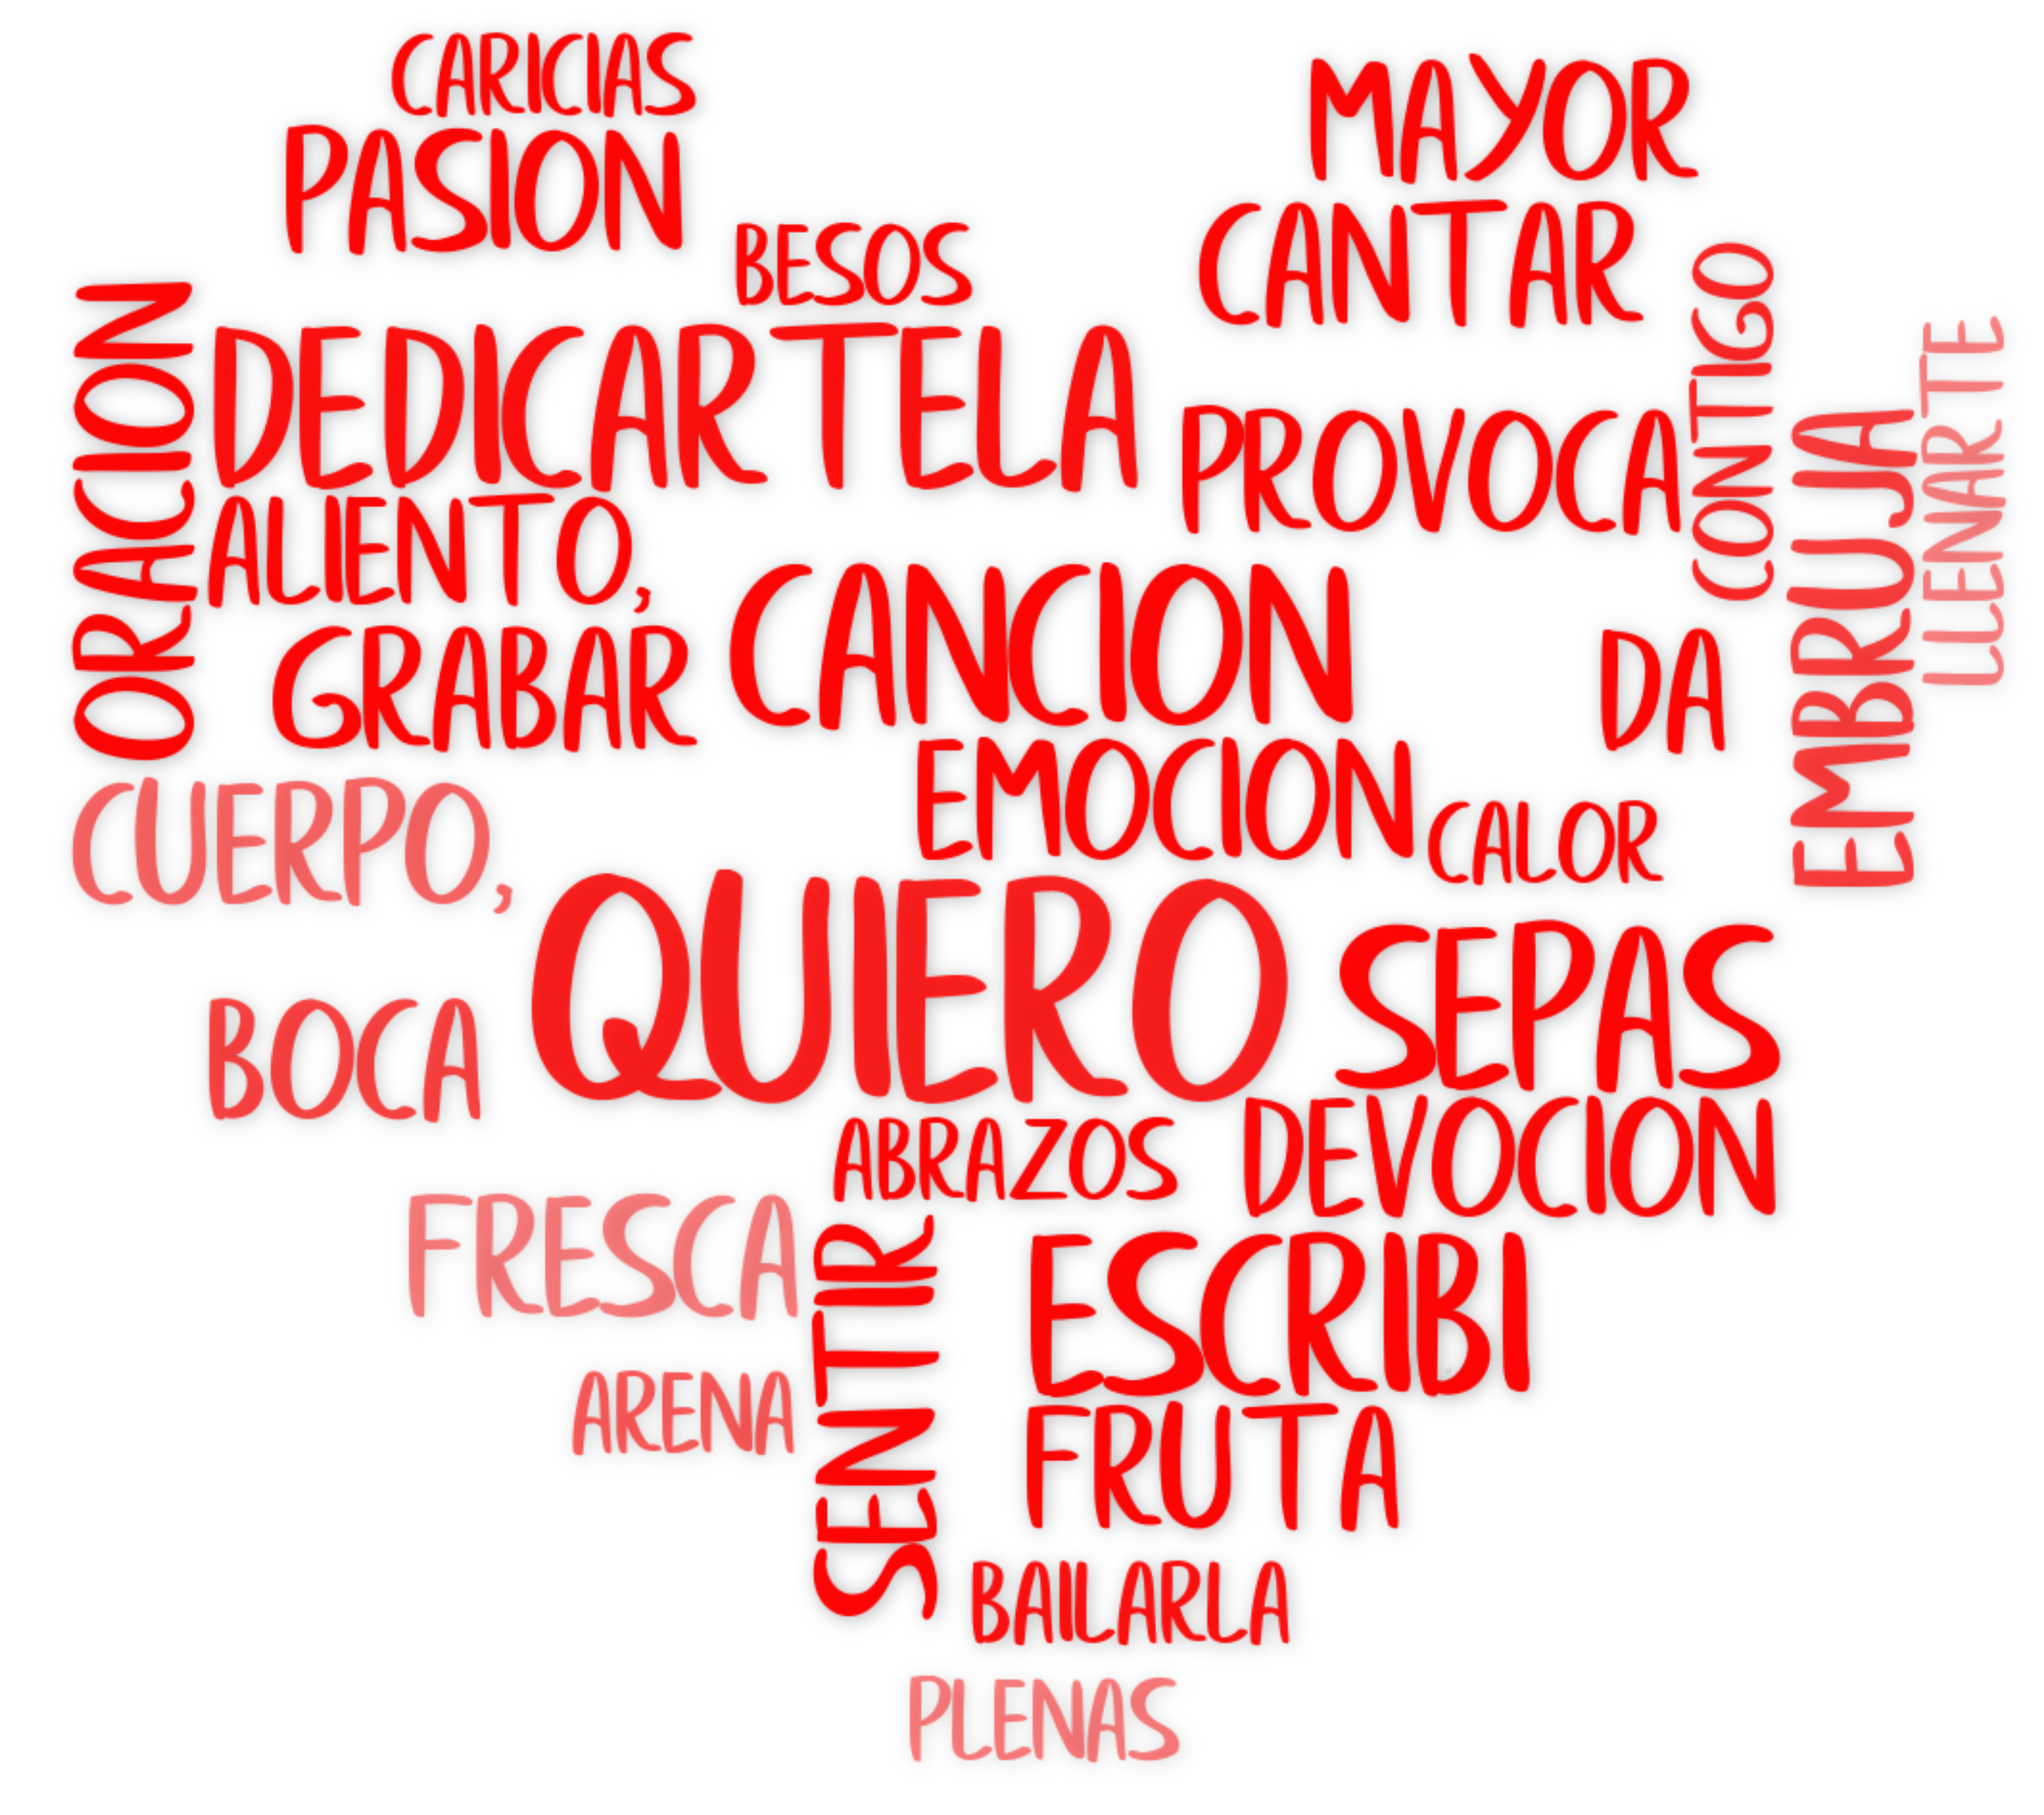 CARICIAS
MAYOR
PASION
CANTAR
BESOS
CONTIGO
ORACION
DEDICARTELA
LLENARTE
PROVOCA
EMBRUJA
ALIENTO,
CANCION
GRABAR
DA
EMOCION
CUERPO,
CALOR
QUIERO
SEPAS
BOCA
DEVOCION
ABRAZOS
FRESCA
SENTIR
ESCRIBI
ARENA
FRUTA
BAILARLA
PLENAS